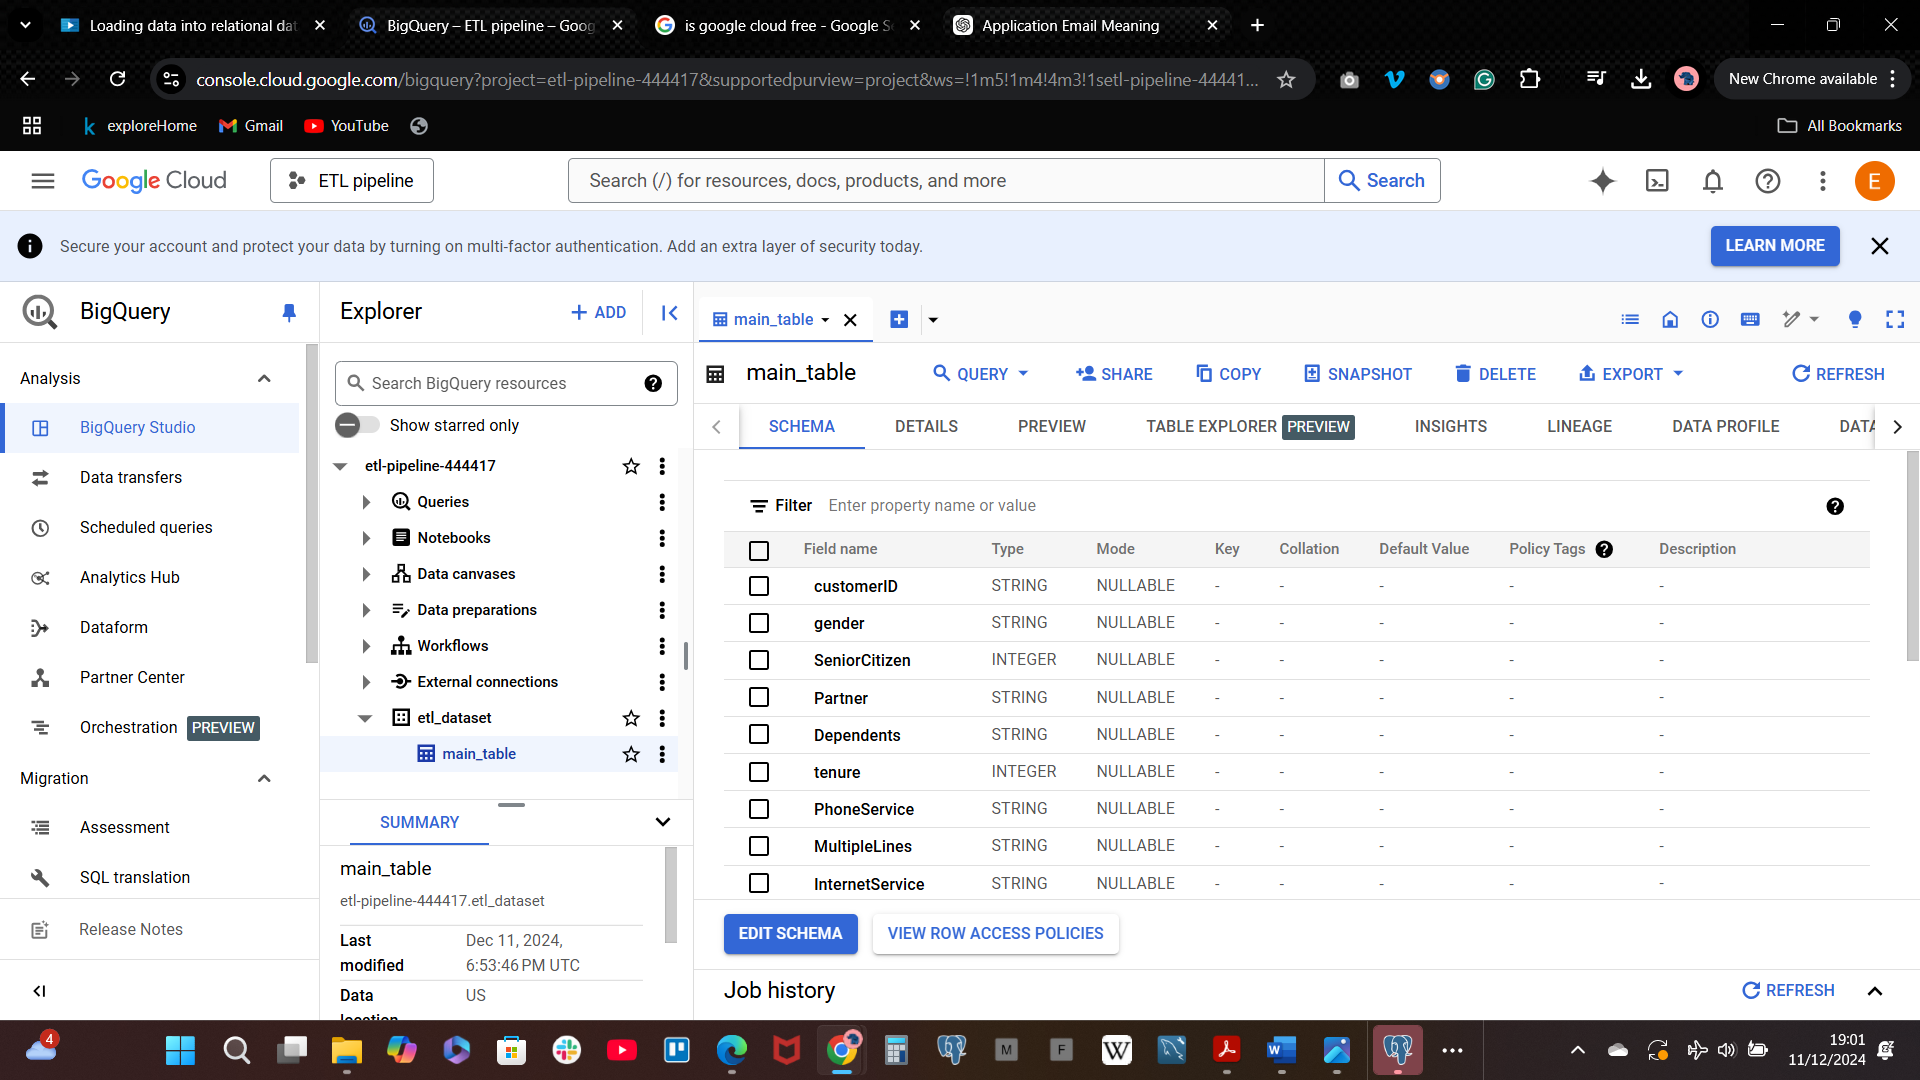 Loading data into relational dat
BigQuery – ETL pipeline – Goog
is google cloud free - Google S
Application Email Meaning
console.cloud.google.com/bigquery?project=etl-pipeline-444417&supportedpurview=project&ws=!1m5!1m4!4m3!1setl-pipeline-44441...
New Chrome available
exploreHome
Gmail
YouTube
All Bookmarks
Google Cloud
ETL pipeline
Search (/) for resources, docs, products, and more
Search
E
Secure your account and protect your data by turning on multi-factor authentication. Add an extra layer of security today.
LEARN MORE
BigQuery
Analysis
BigQuery Studio
Data transfers
Scheduled queries
Analytics Hub
Dataform
Partner Center
Orchestration PREVIEW
Migration
Assessment
SQL translation
Release Notes
Explorer
+ ADD
Search BigQuery resources
Show starred only
etl-pipeline-444417
Queries
Notebooks
Data canvases
Data preparations
Workflows
External connections
etl_dataset
main_table
SUMMARY
main_table
etl-pipeline-444417.etl_dataset
Last modified Dec 11, 2024, 6:53:46 PM UTC
Data location US
main_table
main_table
QUERY
SHARE
COPY
SNAPSHOT
DELETE
EXPORT
REFRESH
SCHEMA
DETAILS
PREVIEW
TABLE EXPLORER PREVIEW
INSIGHTS
LINEAGE
DATA PROFILE
DATA
Filter Enter property name or value
Field name Type Mode Key Collation Default Value Policy Tags Description
customerID STRING NULLABLE - - - - -
gender STRING NULLABLE - - - - -
SeniorCitizen INTEGER NULLABLE - - - - -
Partner STRING NULLABLE - - - - -
Dependents STRING NULLABLE - - - - -
tenure INTEGER NULLABLE - - - - -
PhoneService STRING NULLABLE - - - - -
MultipleLines STRING NULLABLE - - - - -
InternetService STRING NULLABLE - - - - -
EDIT SCHEMA
VIEW ROW ACCESS POLICIES
Job history
REFRESH
4
M
F
W
19:01
11/12/2024